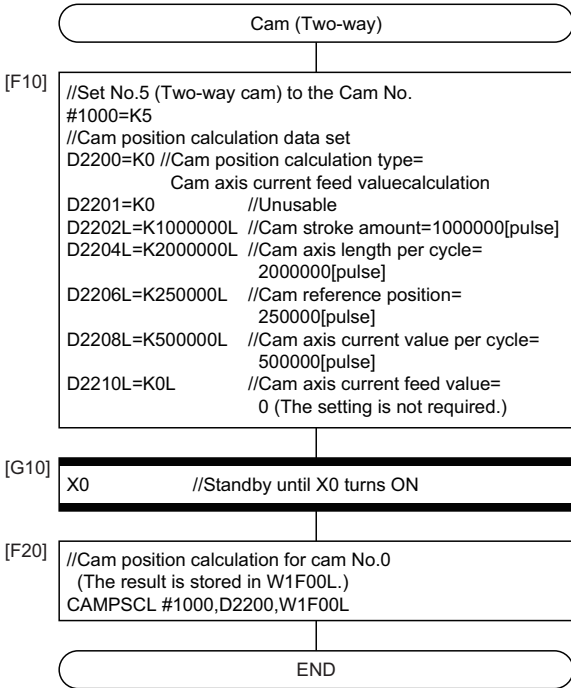 Cam (Two-way)
[F10]
//Set No.5 (Two-way cam) to the Cam No.
#1000=K5
//Cam position calculation data set
D2200=K0 //Cam position calculation type=
Cam axis current feed valuecalculation
D2201=K0 //Unusable
D2202L=K1000000L //Cam stroke amount=1000000[pulse]
D2204L=K2000000L //Cam axis length per cycle=
2000000[pulse]
D2206L=K250000L //Cam reference position=
250000[pulse]
D2208L=K500000L //Cam axis current value per cycle=
500000[pulse]
D2210L=K0L //Cam axis current feed value=
0 (The setting is not required.)
[G10]
X0 //Standby until X0 turns ON
[F20]
//Cam position calculation for cam No.0
(The result is stored in W1F00L.)
CAMPSCL #1000,D2200,W1F00L
END